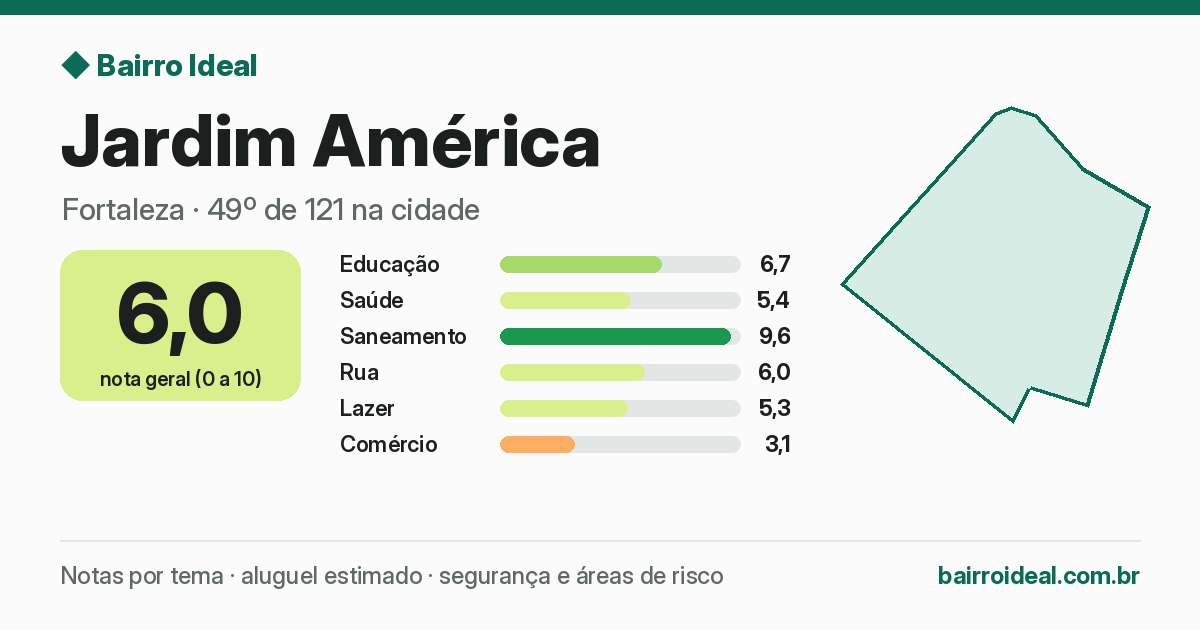 Bairro Ideal
Jardim América
Fortaleza · 49º de 121 na cidade
6,0
nota geral (0 a 10)
Educação 6,7
Saúde 5,4
Saneamento 9,6
Rua 6,0
Lazer 5,3
Comércio 3,1
Notas por tema · aluguel estimado · segurança e áreas de risco
bairroideal.com.br